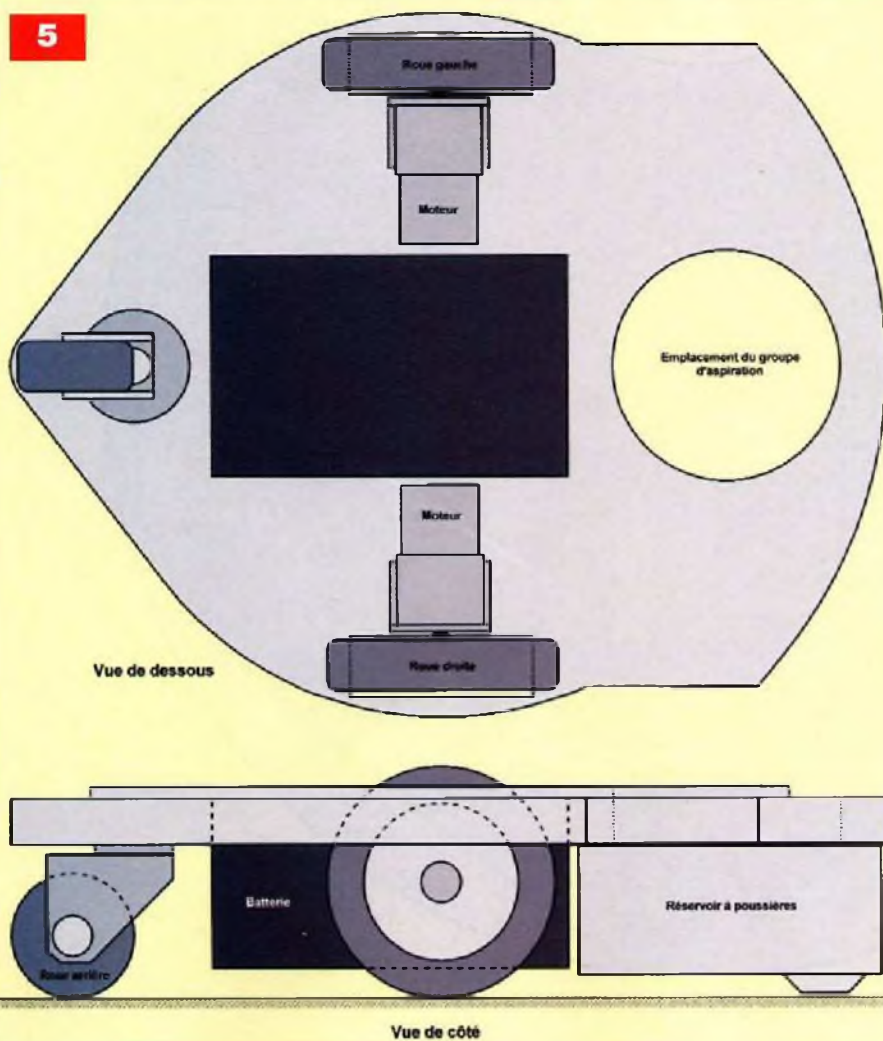 5
Roue gauche
Moteur
Emplacement du groupe
d'aspiration
Moteur
Roue droite
Vue de dessous
Batterie
Réservoir à poussières
Roue arrière
Vue de côté